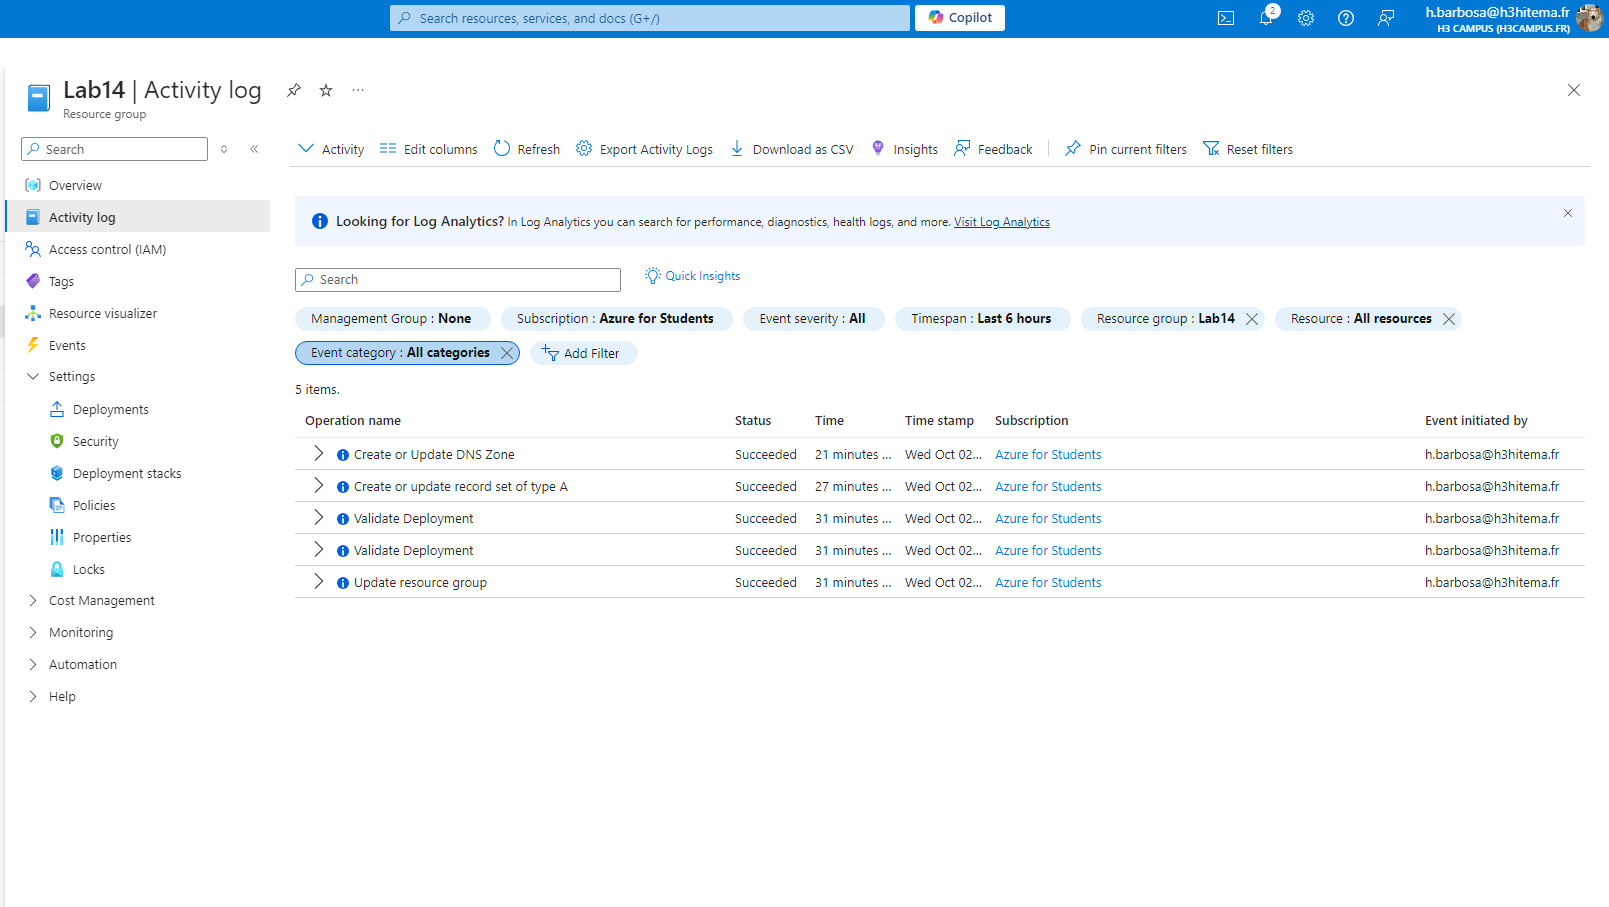 Search resources, services, and docs (G+/)
Copilot
2
h.barbosa@h3hitema.fr
H3 CAMPUS (H3CAMPUS.FR)
Lab14 | Activity log
...
Resource group
Search
Activity
Edit columns
Refresh
Export Activity Logs
Download as CSV
Insights
Feedback
Pin current filters
Reset filters
Overview
Activity log
Access control (IAM)
Tags
Resource visualizer
Events
Settings
Deployments
Security
Deployment stacks
Policies
Properties
Locks
Cost Management
Monitoring
Automation
Help
Looking for Log Analytics? In Log Analytics you can search for performance, diagnostics, health logs, and more. Visit Log Analytics
Search
Quick Insights
Management Group : None
Subscription : Azure for Students
Event severity : All
Timespan : Last 6 hours
Resource group : Lab14
Resource : All resources
Event category : All categories
Add Filter
5 items.
Operation name Status Time Time stamp Subscription Event initiated by
Create or Update DNS Zone Succeeded 21 minutes ... Wed Oct 02... Azure for Students h.barbosa@h3hitema.fr
Create or update record set of type A Succeeded 27 minutes ... Wed Oct 02... Azure for Students h.barbosa@h3hitema.fr
Validate Deployment Succeeded 31 minutes ... Wed Oct 02... Azure for Students h.barbosa@h3hitema.fr
Validate Deployment Succeeded 31 minutes ... Wed Oct 02... Azure for Students h.barbosa@h3hitema.fr
Update resource group Succeeded 31 minutes ... Wed Oct 02... Azure for Students h.barbosa@h3hitema.fr